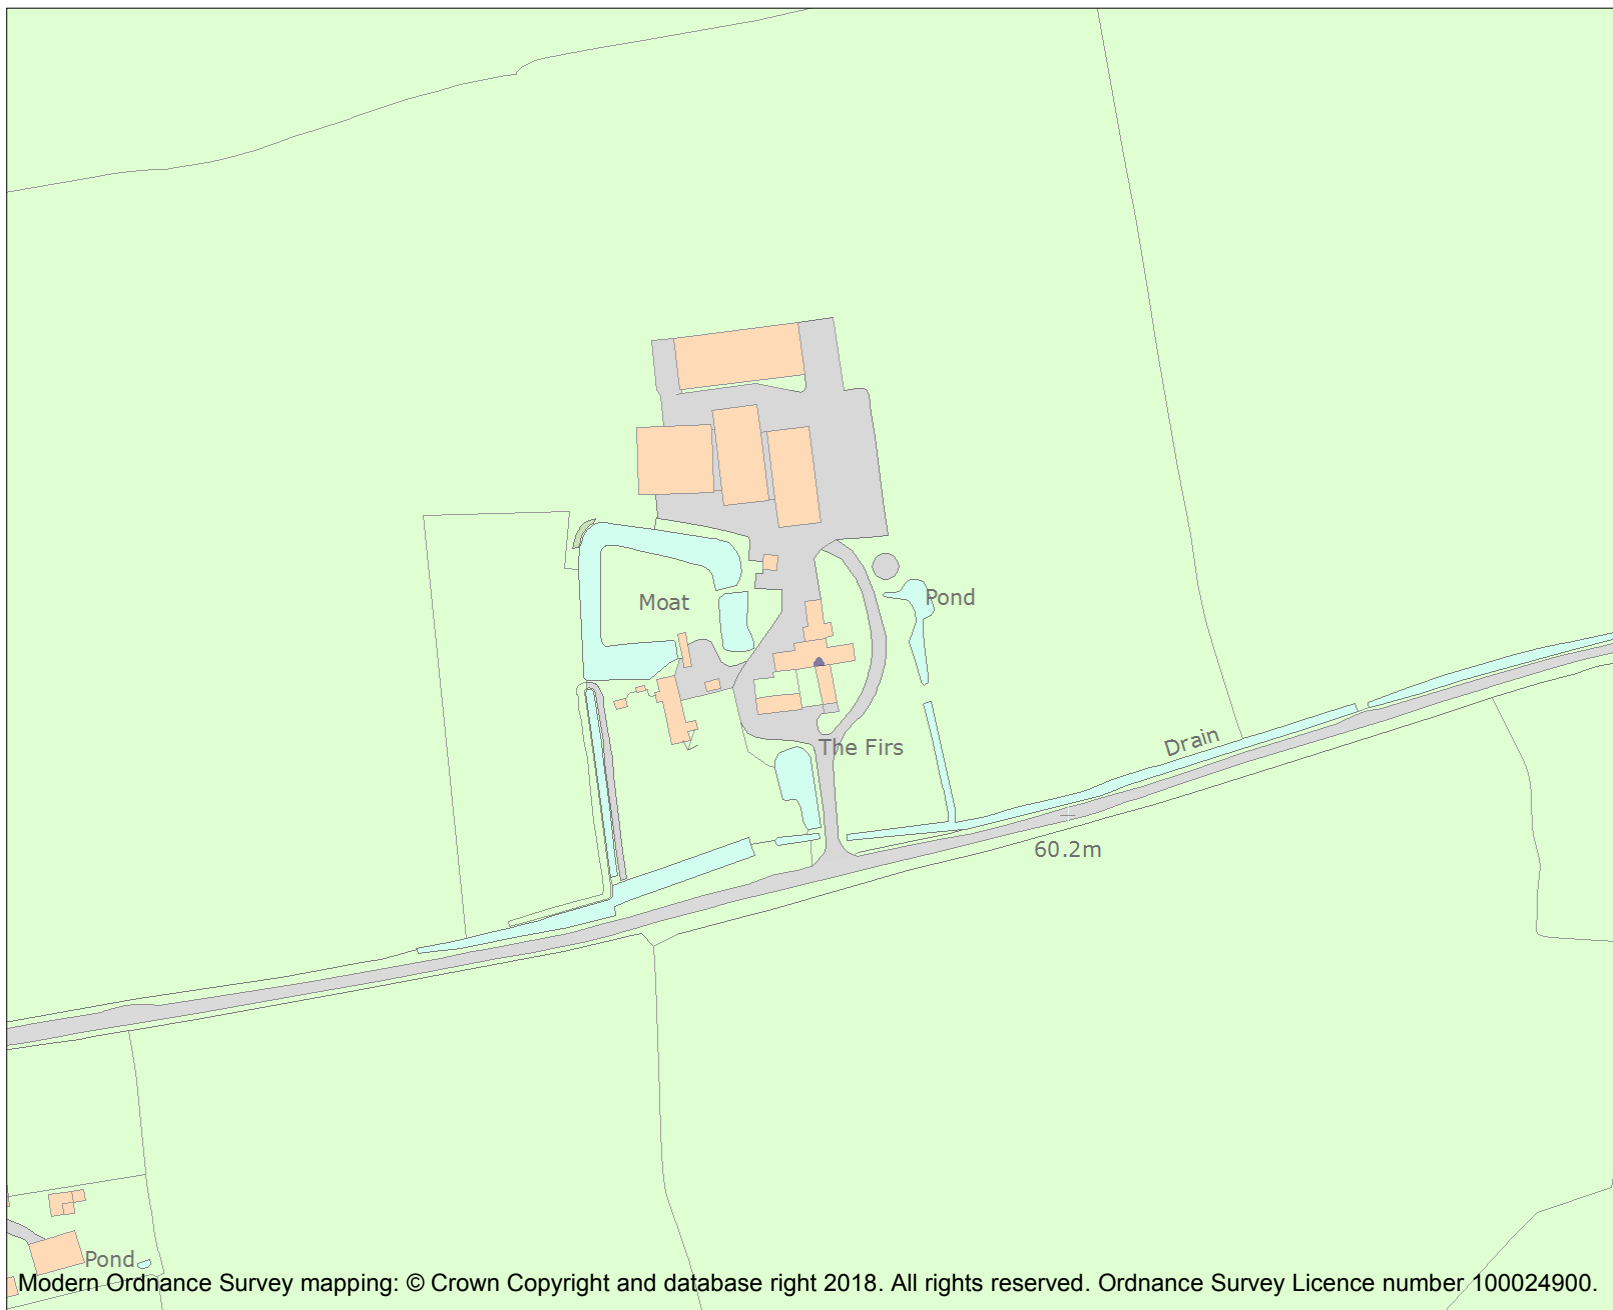 Moat
Pond
The Firs
Drain
60.2m
Pond
Modern Ordnance Survey mapping: © Crown Copyright and database right 2018. All rights reserved. Ordnance Survey Licence number 100024900.